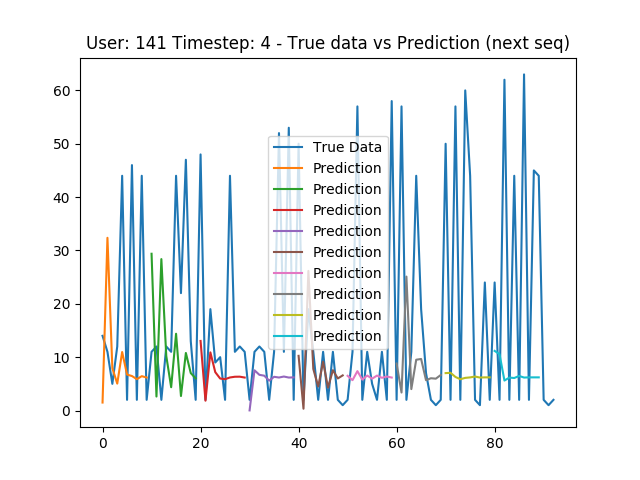 User: 141 Timestep: 4 - True data vs Prediction (next seq)
60
50
40
30
20
10
0
True Data
Prediction
Prediction
Prediction
Prediction
Prediction
Prediction
Prediction
Prediction
Prediction
0
20
40
60
80